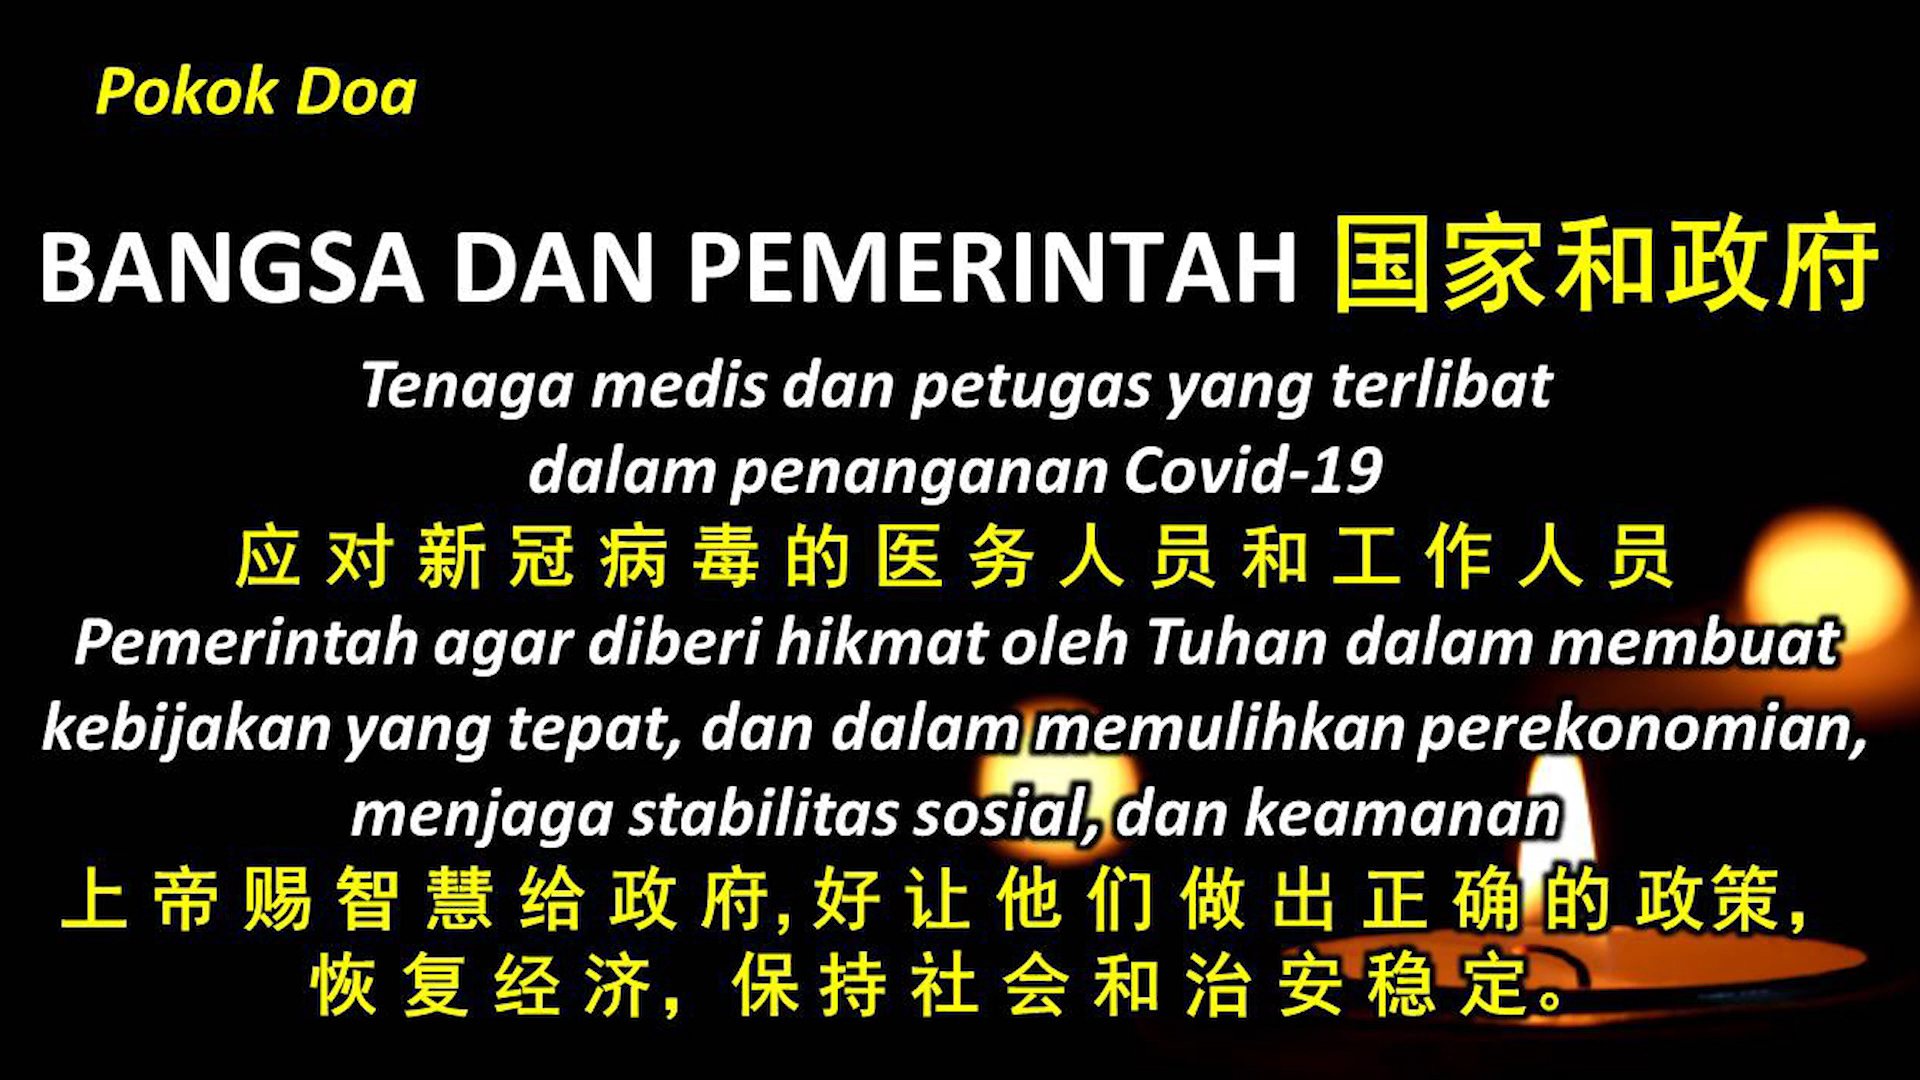 Pokok Doa
BANGSA DAN PEMERINTAH 国家和政府
Tenaga medis dan petugas yang terlibat
dalam penanganan Covid-19
应对新冠病毒的医务人员和工作人员
Pemerintah agar diberi hikmat oleh Tuhan dalam membuat
kebijakan yang tepat, dan dalam memulihkan perekonomian,
menjaga stabilitas sosial, dan keamanan
上帝赐智慧给政府,好让他们做出正确的政策，
恢复经济，保持社会和治安稳定。